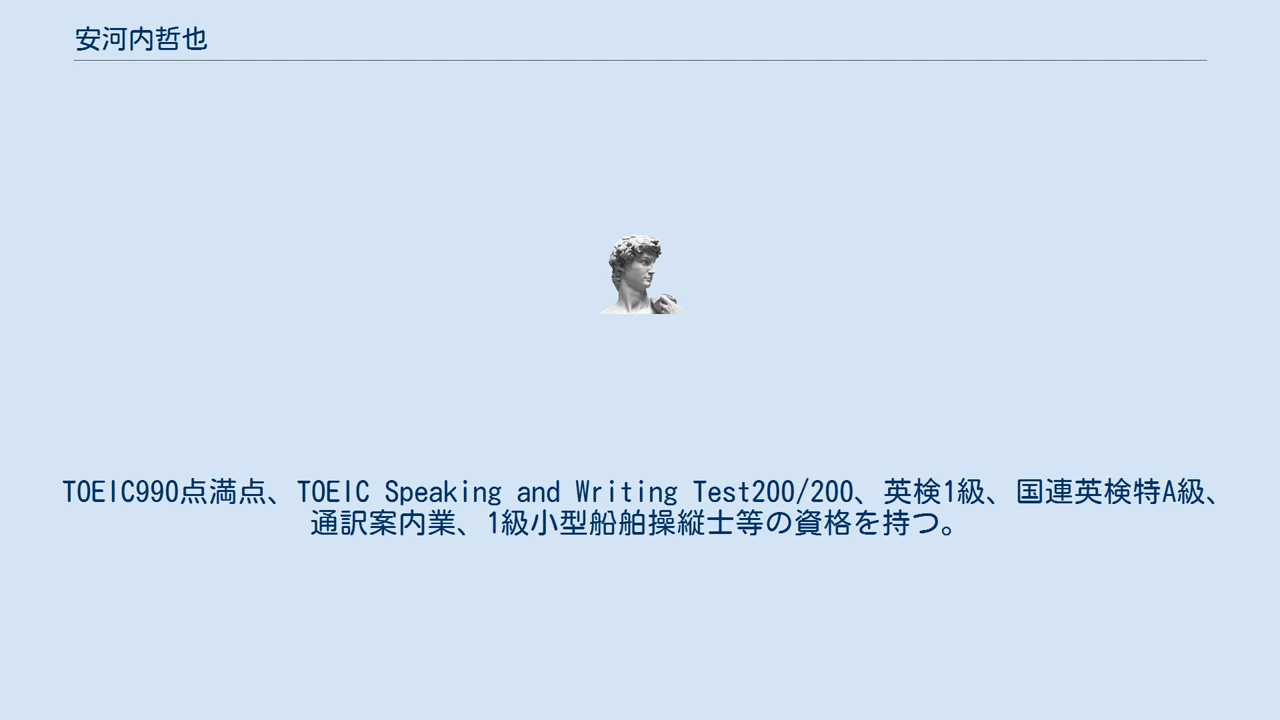 安河内哲也
TOEIC990点満点、TOEIC Speaking and Writing Test200/200、英検1級、国連英検特A級、
通訳案内業、1級小型船舶操縦士等の資格を持つ。